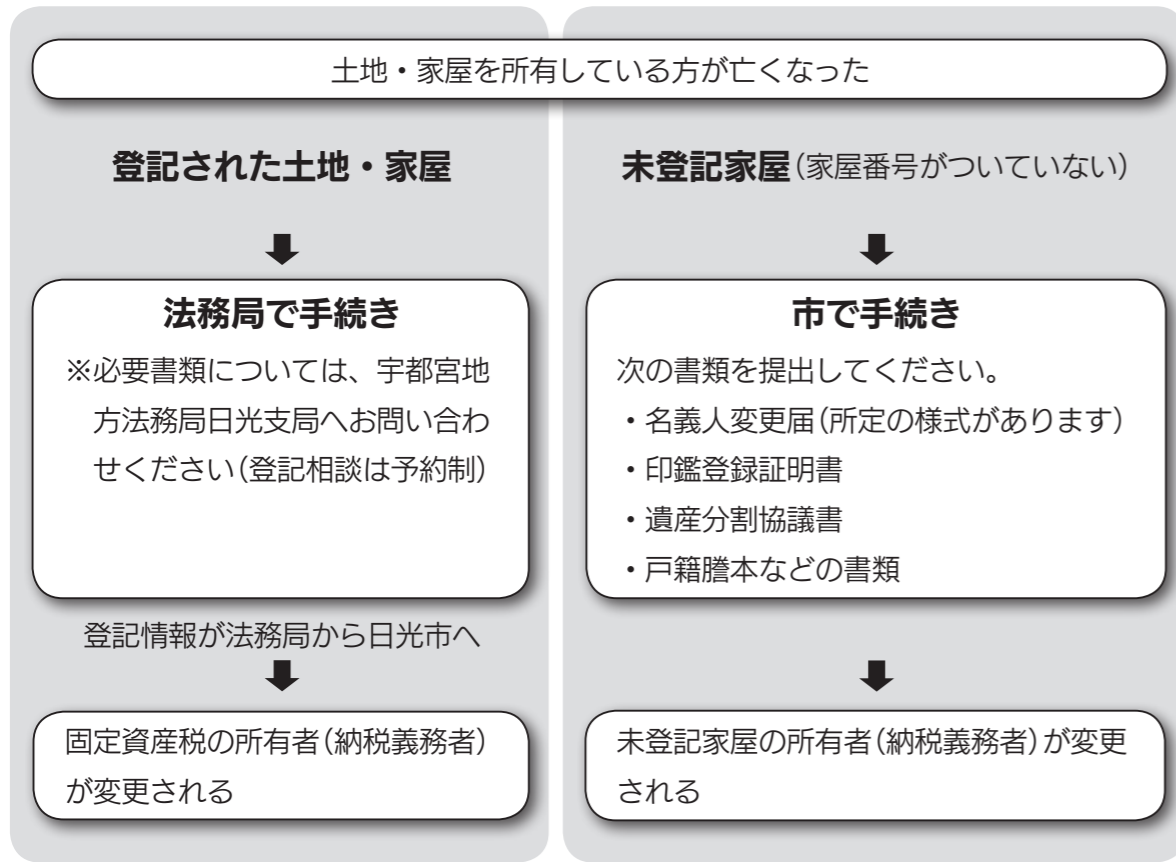 土地・家屋を所有している方が亡くなった
登記された土地・家屋
法務局で手続き
※必要書類については、宇都宮地
方法務局日光支局へお問い合わ
せください(登記相談は予約制)
登記情報が法務局から日光市へ
固定資産税の所有者(納税義務者)
が変更される
未登記家屋(家屋番号がついていない)
市で手続き
次の書類を提出してください。
・名義人変更届(所定の様式があります)
・印鑑登録証明書
・遺産分割協議書
・戸籍謄本などの書類
未登記家屋の所有者(納税義務者)が変更
される